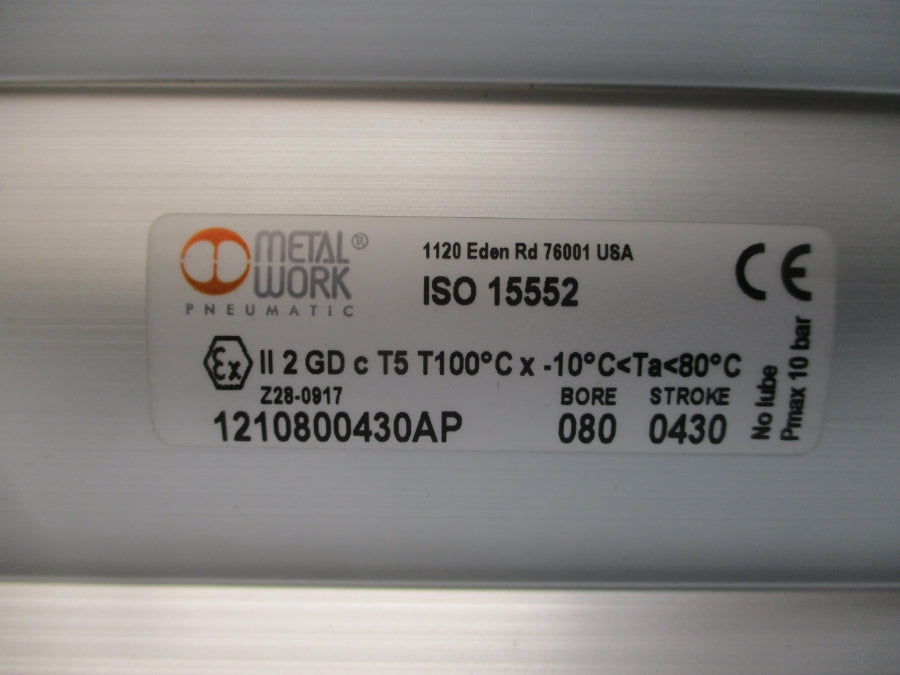 METAL®
WORK
PNEUMATIC
1120 Eden Rd 76001 USA
ISO 15552
CE
Ex II 2 GD c T5 T100°C x -10°C<Ta<80°C
Z28-0917
1210800430AP
BORE STROKE
080 0430
No lube
Pmax 10 bar